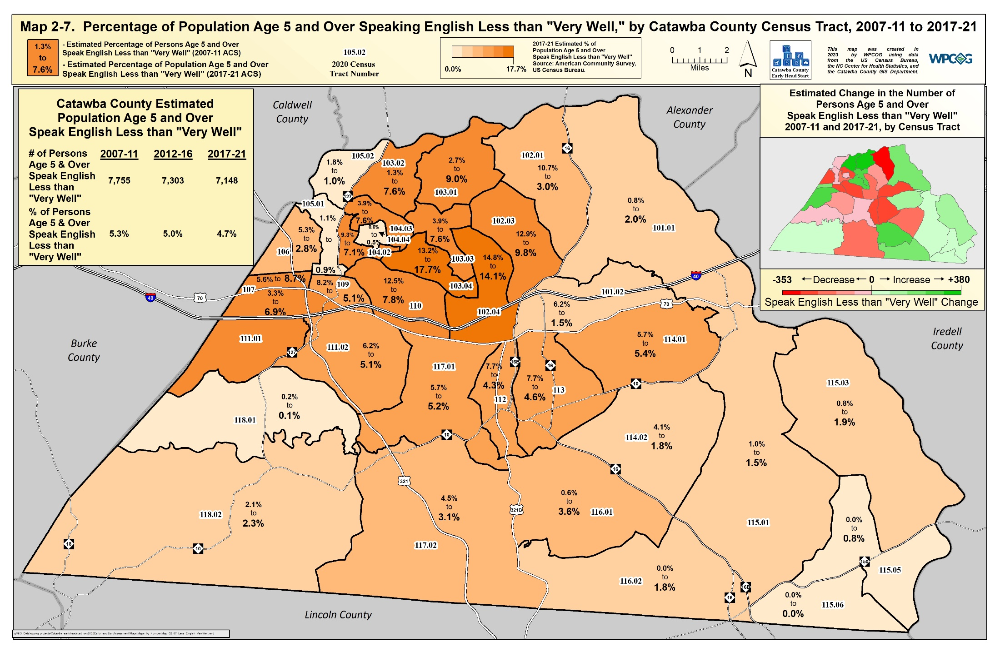 Map 2-7. Percentage of Population Age 5 and Over Speaking English Less than "Very Well," by Catawba County Census Tract, 2007-11 to 2017-21
1.3%
to
7.6%
- Estimated Percentage of Persons Age 5 and Over
Speak English Less than "Very Well" (2007-11 ACS)
- Estimated Percentage of Population Age 5 and Over
Speak English Less than "Very Well" (2017-21 ACS)
105.02
2020 Census
Tract Number
0.0%
17.7%
2017-21 Estimated % of
Population Age 5 and Over
Speak English Less than "Very Well"
Source: American Community Survey,
US Census Bureau.
0 1 2
Miles
N
E
H S
Catawba County
Early Head Start
This map was created in
2023 by WPCOG using data
from the US Census Bureau,
the NC Center for Health Statistics, and
the Catawba County GIS Department.
WPCOG
Catawba County Estimated
Population Age 5 and Over
Speak English Less than "Very Well"
# of Persons
Age 5 & Over
Speak English
Less than
"Very Well"
2007-11 2012-16 2017-21
7,755 7,303 7,148
% of Persons
Age 5 & Over
Speak English
Less than
"Very Well"
5.3% 5.0% 4.7%
Estimated Change in the Number of
Persons Age 5 and Over
Speak English Less than "Very Well"
2007-11 and 2017-21, by Census Tract
-353 ←Decrease← 0 → Increase → +380
Speak English Less than "Very Well" Change
Caldwell
County
Alexander
County
Burke
County
Iredell
County
Lincoln County
105.02
1.8%
to
1.0%
103.02
1.3%
to
7.6%
2.7%
to
9.0%
103.01
102.01
10.7%
to
3.0%
16
0.8%
to
2.0%
101.01
127
105.01
1.1%
to
0.9%
3.9%
to
7.6%
104.03
0.6%
to
0.5%
104.04
9.3%
to
7.1%
104.02
3.9%
to
7.6%
103.03
102.03
12.9%
to
9.8%
5.3%
to
2.8%
106
13.2%
to
17.7%
103.04
14.8%
to
14.1%
102.04
5.6% to 8.7%
107
3.3%
to
6.9%
8.2%
to
5.1%
109
12.5%
to
7.8%
110
40
70
40
101.02
70
6.2%
to
1.5%
111.01
127
111.02
6.2%
to
5.1%
117.01
5.7%
to
5.2%
7.7%
to
4.3%
112
16B
16
7.7%
to
4.6%
113
5.7%
to
5.4%
114.01
10
115.03
0.8%
to
1.9%
0.2%
to
0.1%
118.01
10
4.1%
to
1.8%
114.02
1.0%
to
1.5%
115.01
16
321
2.1%
to
2.3%
118.02
4.5%
to
3.1%
117.02
321B
0.6%
to
3.6%
116.01
18
10
0.0%
to
0.8%
115.05
150
0.0%
to
1.8%
116.02
16
16B
0.0%
to
0.0%
115.06